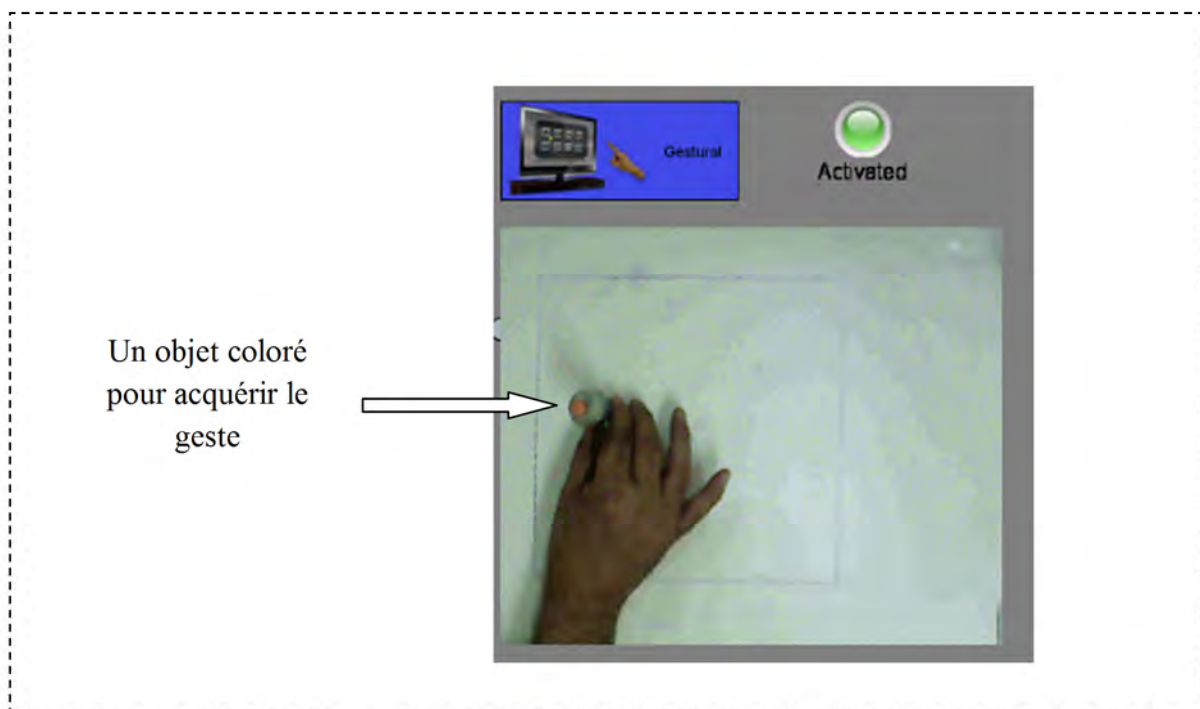 Gestural
Activated
Un objet coloré
pour acquérir le
geste